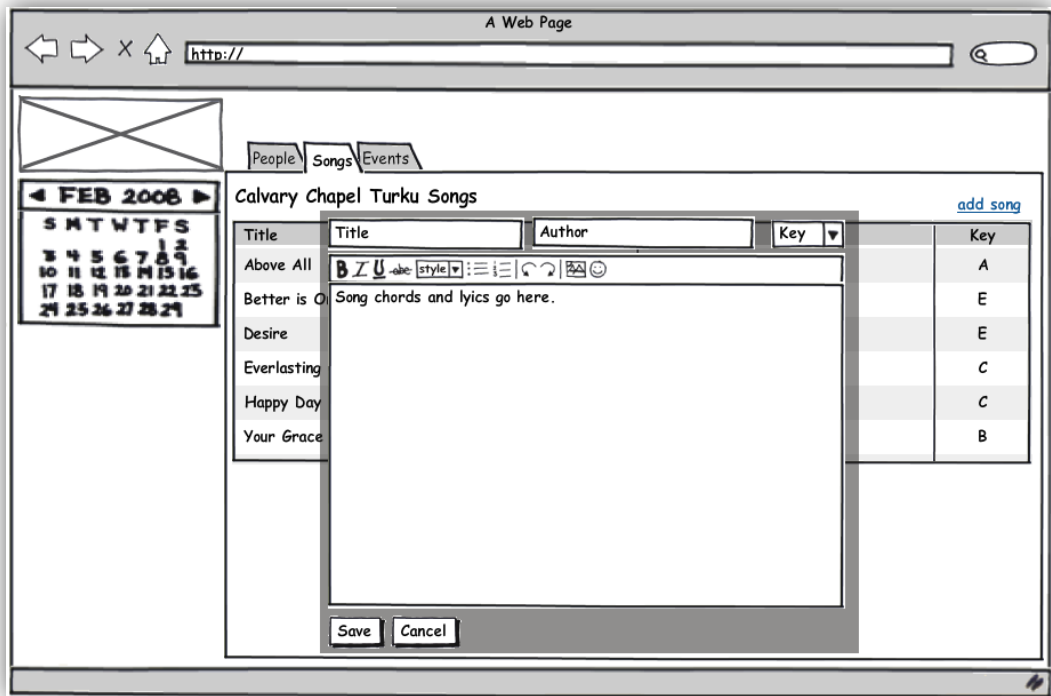 A Web Page
http://
People Songs Events
FEB 2008
S M T W T F S
1 2
3 4 5 6 7 8 9
10 11 12 13 14 15 16
17 18 19 20 21 22 23
24 25 26 27 28 29
Calvary Chapel Turku Songs
add song
Title Key
Above All A
Better is O E
Desire E
Everlasting C
Happy Day C
Your Grace B
Title Author Key
B I U abc style
Song chords and lyics go here.
Save Cancel